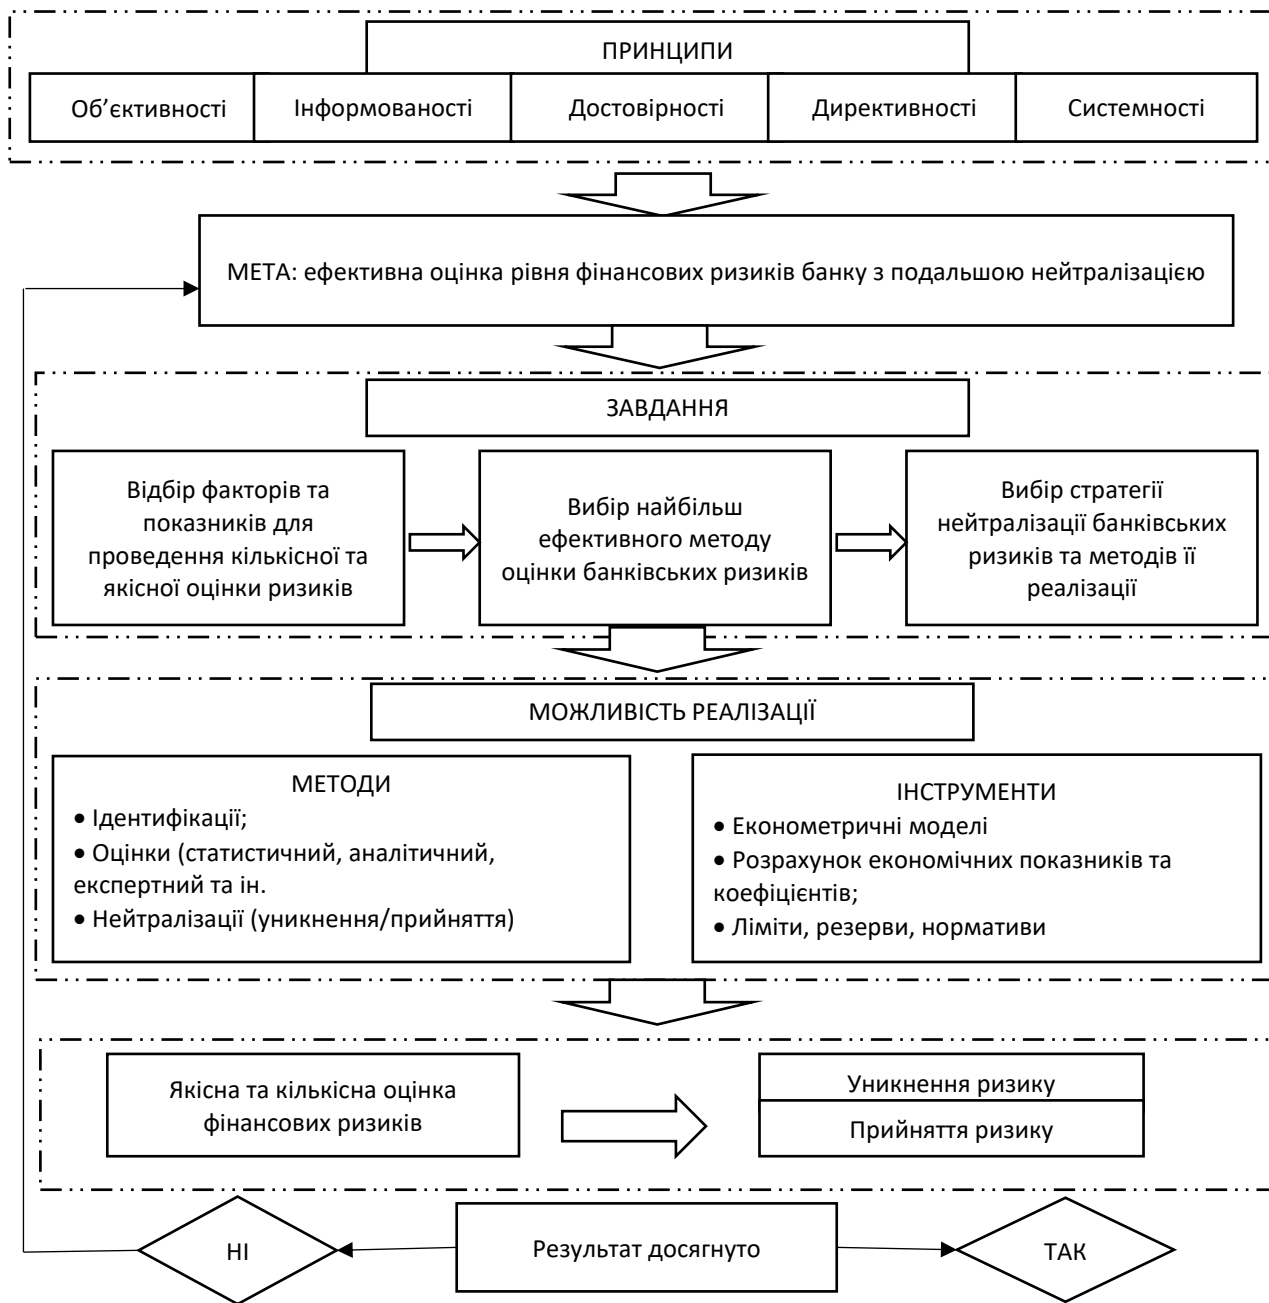 ПРИНЦИПИ
Об’єктивності
Інформованості
Достовірності
Директивності
Системності
МЕТА: ефективна оцінка рівня фінансових ризиків банку з подальшою нейтралізацією
ЗАВДАННЯ
Відбір факторів та
показників для
проведення кількісної та
якісної оцінки ризиків
Вибір найбільш
ефективного методу
оцінки банківських ризиків
Вибір стратегії
нейтралізації банківських
ризиків та методів її
реалізації
МОЖЛИВІСТЬ РЕАЛІЗАЦІЇ
МЕТОДИ
• Ідентифікації;
• Оцінки (статистичний, аналітичний,
експертний та ін.
• Нейтралізації (уникнення/прийняття)
ІНСТРУМЕНТИ
• Економетричні моделі
• Розрахунок економічних показників та
коефіцієнтів;
• Ліміти, резерви, нормативи
Якісна та кількісна оцінка
фінансових ризиків
Уникнення ризику
Прийняття ризику
НІ
Результат досягнуто
ТАК